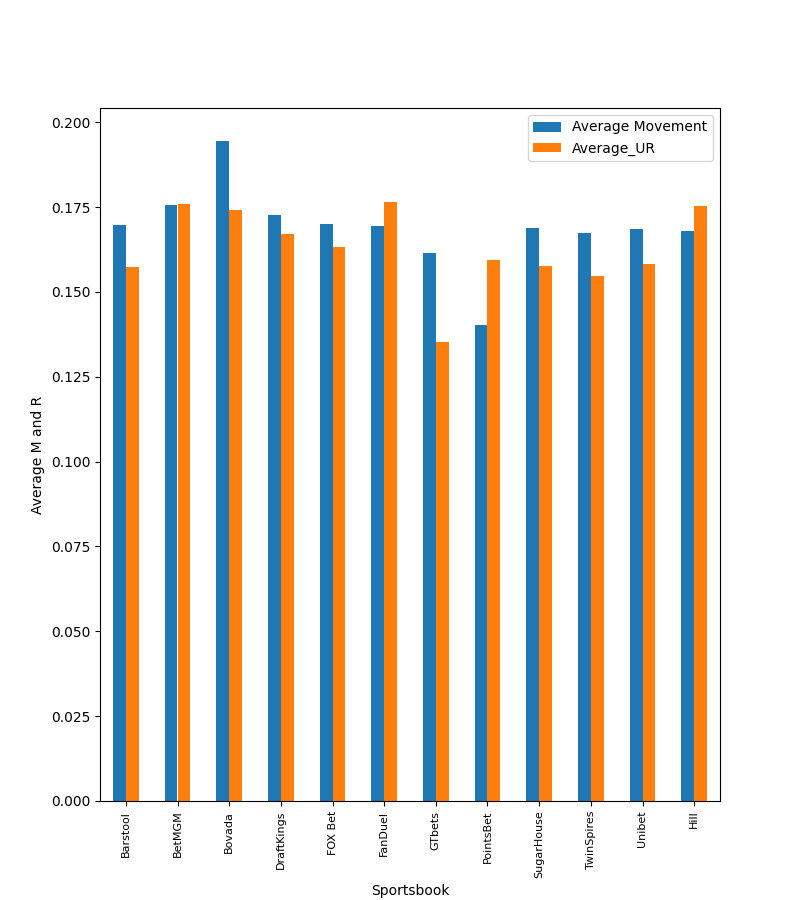 Average Movement
Average_UR
0.200
0.175
0.150
0.125
0.100
0.075
0.050
0.025
0.000
Average M and R
Barstool
BetMGM
Bovada
DraftKings
FOX Bet
FanDuel
GTbets
PointsBet
SugarHouse
TwinSpires
Unibet
Hill
Sportsbook